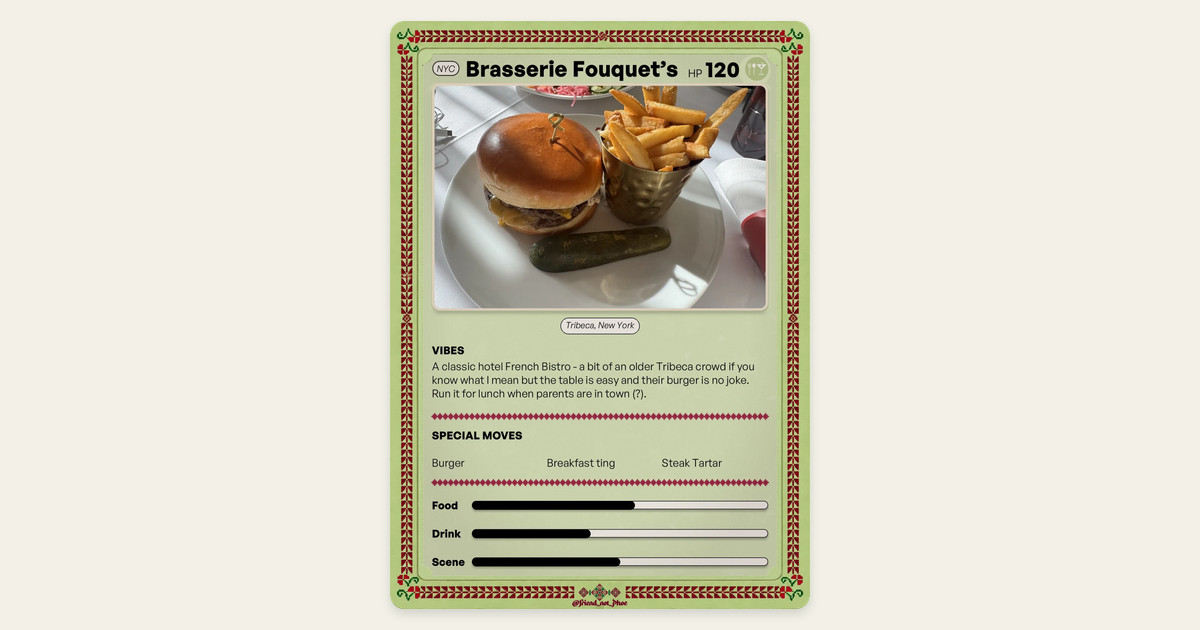 NYC Brasserie Fouquet’s HP 120
Tribeca, New York
VIBES
A classic hotel French Bistro - a bit of an older Tribeca crowd if you
know what I mean but the table is easy and their burger is no joke.
Run it for lunch when parents are in town (?).
SPECIAL MOVES
Burger Breakfast ting Steak Tartar
Food
Drink
Scene
@friend_not_phoe